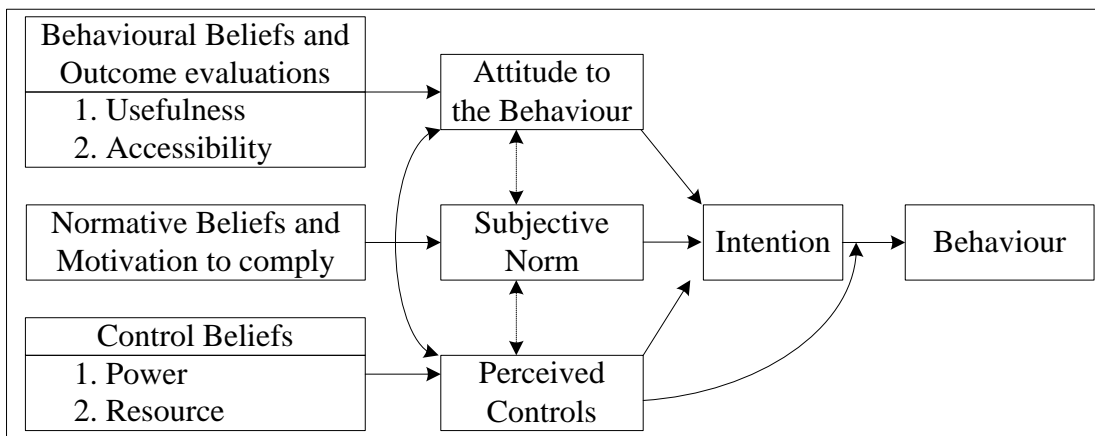 Behavioural Beliefs and
Outcome evaluations
1. Usefulness
2. Accessibility
Attitude to
the Behaviour
Normative Beliefs and
Motivation to comply
Subjective
Norm
Intention
Behaviour
Control Beliefs
1. Power
2. Resource
Perceived
Controls